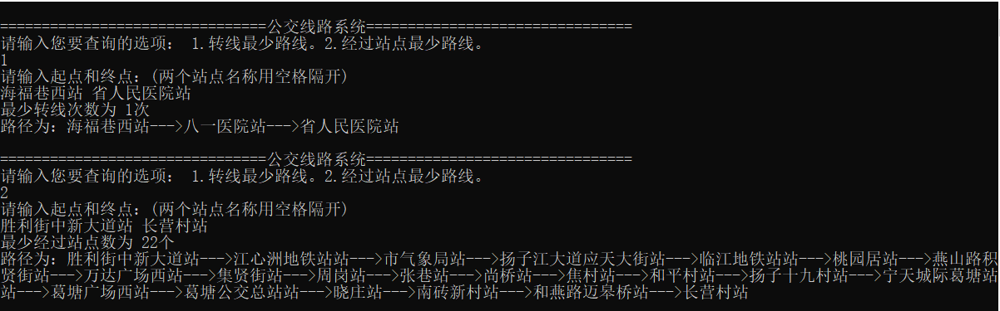 ================================公交线路系统================================
请输入您要查询的选项： 1.转线最少路线。2.经过站点最少路线。
1
请输入起点和终点：(两个站点名称用空格隔开)
海福巷西站 省人民医院站
最少转线次数为 1次
路径为：海福巷西站--->八一医院站--->省人民医院站
================================公交线路系统================================
请输入您要查询的选项： 1.转线最少路线。2.经过站点最少路线。
2
请输入起点和终点：(两个站点名称用空格隔开)
胜利街中新大道站 长营村站
最少经过站点数为 22个
路径为：胜利街中新大道站--->江心洲地铁站站--->市气象局站--->扬子江大道应天大街站--->临江地铁站站--->桃园居站--->燕山路积
贤街站--->万达广场西站--->集贤街站--->周岗站--->张巷站--->尚桥站--->焦村站--->和平村站--->扬子十九村站--->宁天城际葛塘站
站--->葛塘广场西站--->葛塘公交总站站--->晓庄站--->南砖新村站--->和燕路迈皋桥站--->长营村站